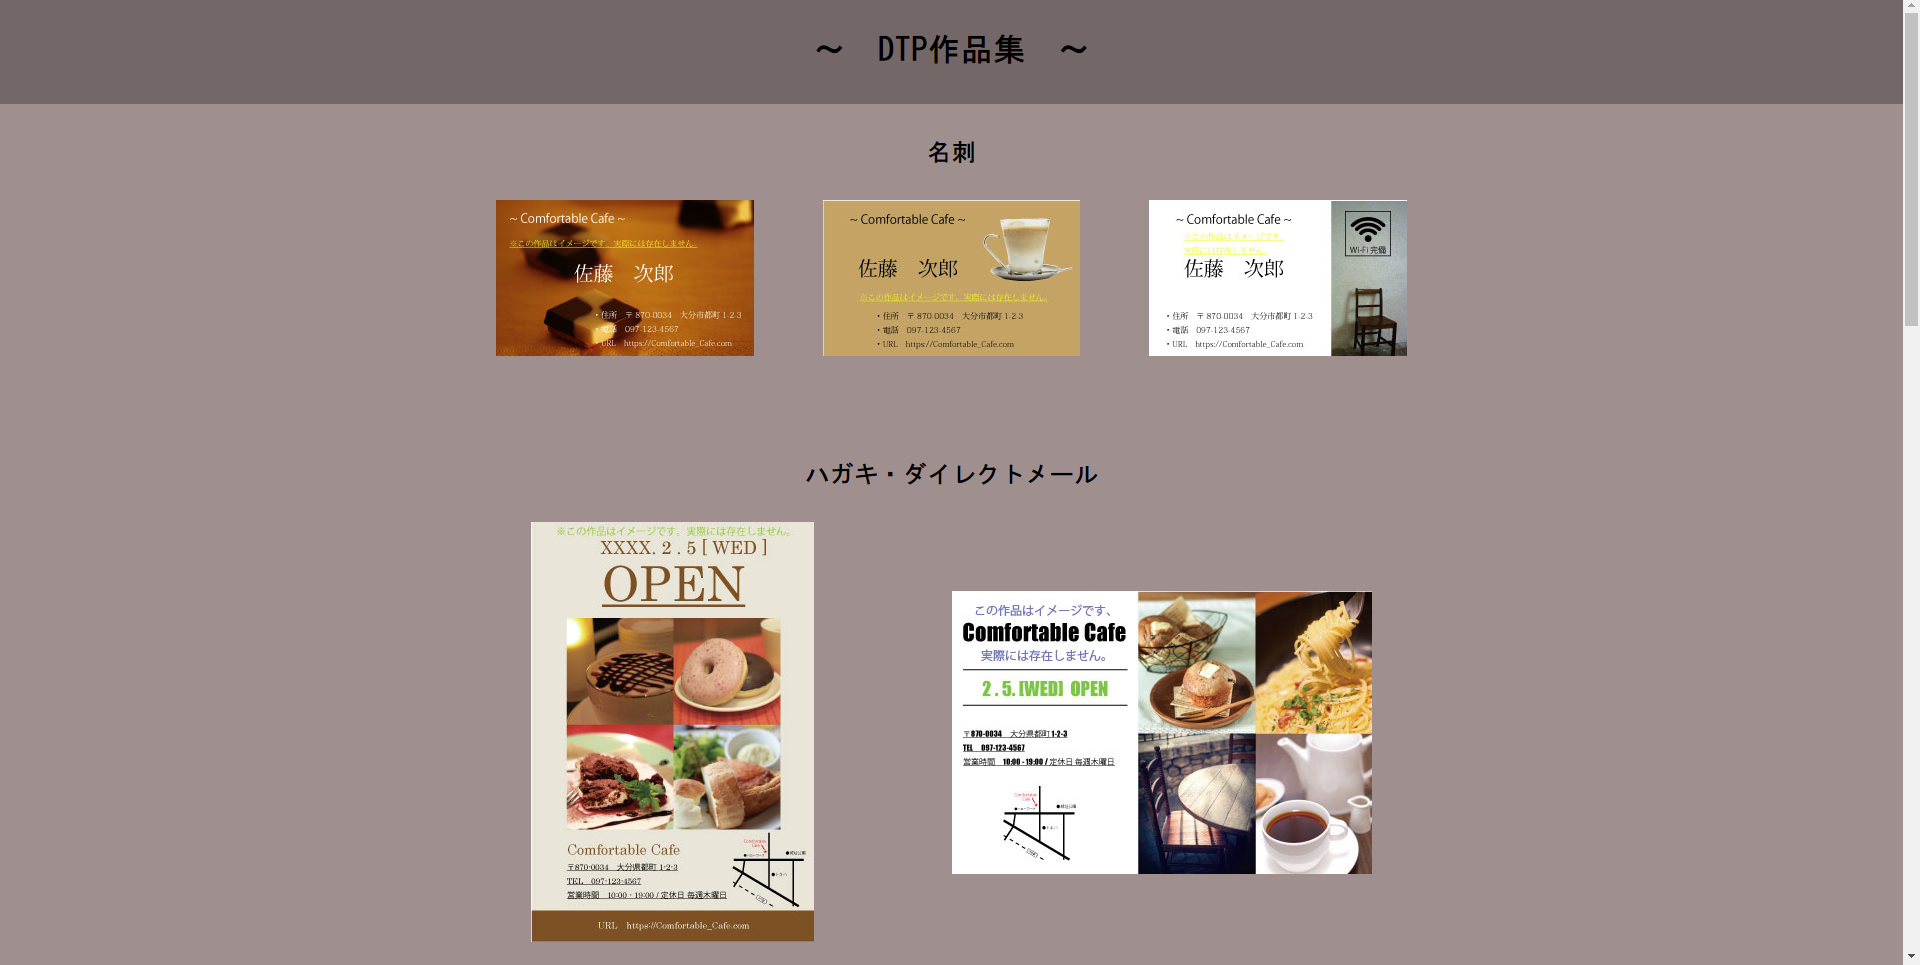 ～　DTP作品集　～
名刺
~ Comfortable Cafe ~
※この作品はイメージです。実際には存在しません。
佐藤　次郎
・住所　〒 870-0034　大分市都町 1-2-3
・電話　097-123-4567
・URL　https://Comfortable_Cafe.com
~ Comfortable Cafe ~
佐藤　次郎
※この作品はイメージです。実際には存在しません。
・住所　〒 870-0034　大分市都町 1-2-3
・電話　097-123-4567
・URL　https://Comfortable_Cafe.com
~ Comfortable Cafe ~
※この作品はイメージです。
実際には存在しません。
佐藤　次郎
・住所　〒 870-0034　大分市都町 1-2-3
・電話　097-123-4567
・URL　https://Comfortable_Cafe.com
Wi-Fi 完備
ハガキ・ダイレクトメール
※この作品はイメージです。実際には存在しません。
XXXX. 2 . 5 [ WED ]
OPEN
Comfortable Cafe
〒870-0034　大分県都町 1-2-3
TEL　097-123-4567
営業時間　10:00 - 19:00 / 定休日 毎週木曜日
Comfortable
Cafe
URL　https://Comfortable_Cafe.com
この作品はイメージです、
Comfortable Cafe
実際には存在しません。
2 . 5. [WED] OPEN
〒870-0034　大分県都町 1-2-3
TEL　097-123-4567
営業時間　10:00 - 19:00 / 定休日 毎週木曜日
Comfortable
Cafe